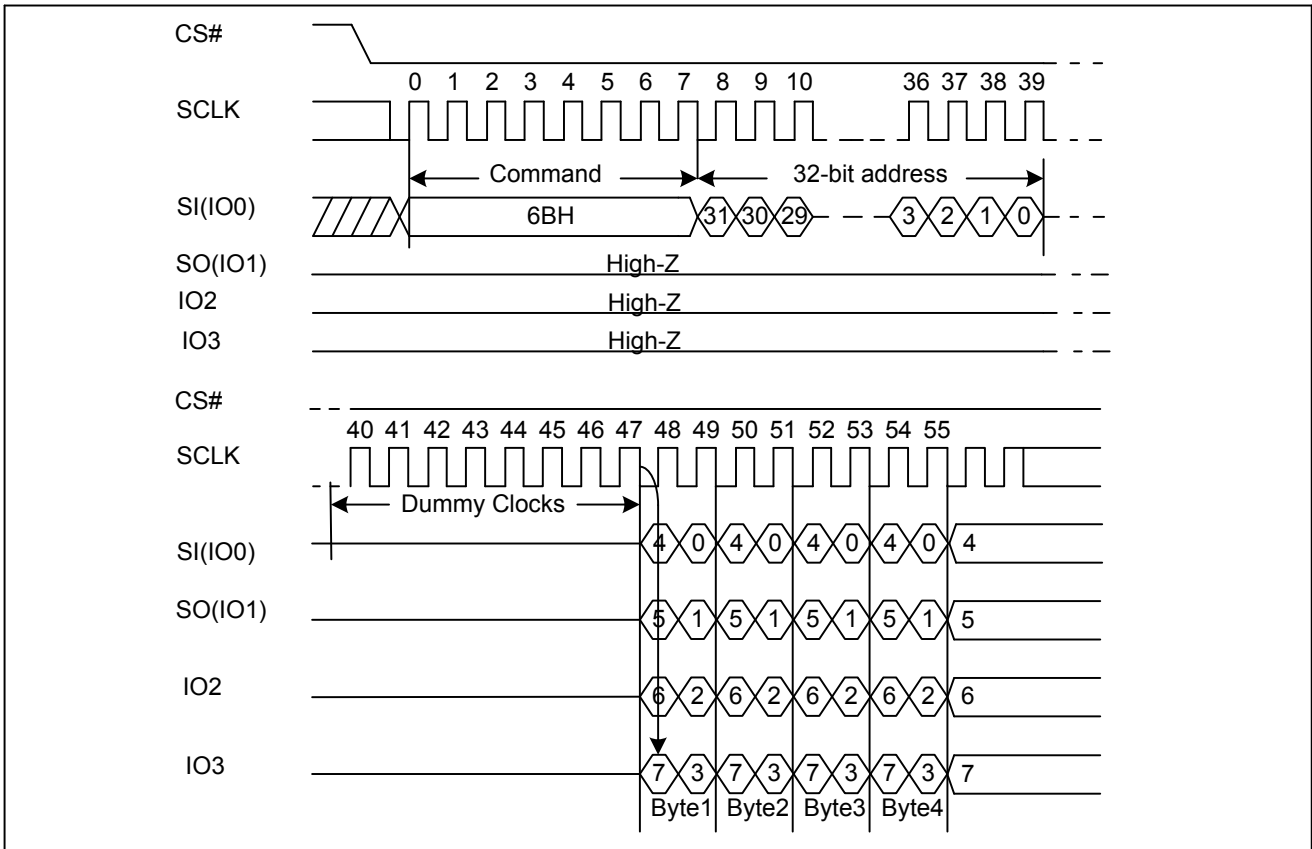 CS#
0 1 2 3 4 5 6 7 8 9 10 36 37 38 39
SCLK
Command 32-bit address
SI(IO0) 6BH 31 30 29 3 2 1 0
SO(IO1) High-Z
IO2 High-Z
IO3 High-Z
CS#
40 41 42 43 44 45 46 47 48 49 50 51 52 53 54 55
SCLK
Dummy Clocks
SI(IO0) 4 0 4 0 4 0 4 0 4
SO(IO1) 5 1 5 1 5 1 5 1 5
IO2 6 2 6 2 6 2 6 2 6
IO3 7 3 7 3 7 3 7 3 7
Byte1 Byte2 Byte3 Byte4